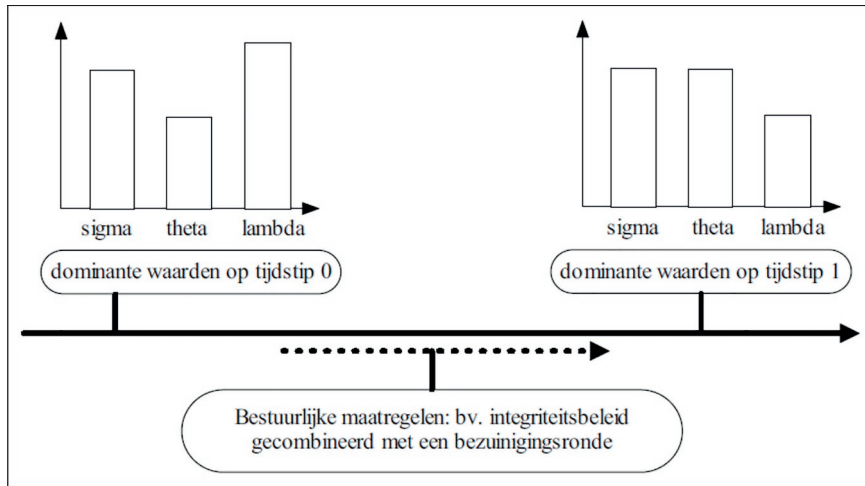 sigma theta lambda
sigma theta lambda
dominante waarden op tijdstip 0
dominante waarden op tijdstip 1
Bestuurlijke maatregelen: bv. integriteitsbeleid
gecombineerd met een bezuinigingsronde